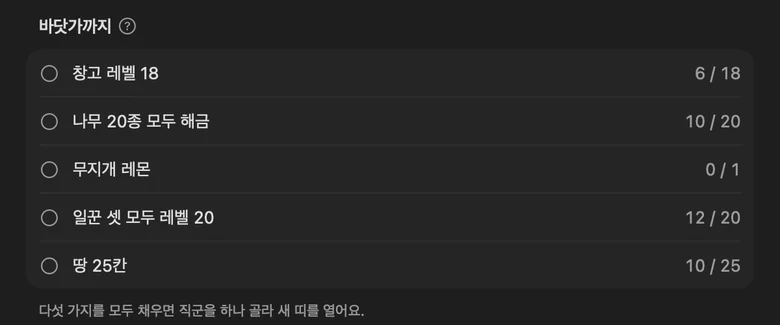 바닷가까지 ?
창고 레벨 18 6 / 18
나무 20종 모두 해금 10 / 20
무지개 레몬 0 / 1
일꾼 셋 모두 레벨 20 12 / 20
땅 25칸 10 / 25
다섯 가지를 모두 채우면 직군을 하나 골라 새 띠를 열어요.